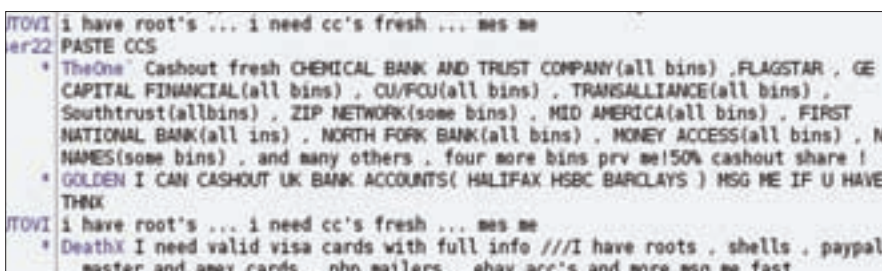 JTOVI i have root's ... i need cc's fresh ... mes me
ser22 PASTE CCS
* TheOne` Cashout fresh CHEMICAL BANK AND TRUST COMPANY(all bins) ,FLAGSTAR , GE
CAPITAL FINANCIAL(all bins) , CU/FCU(all bins) , TRANSALLIANCE(all bins) ,
Southtrust(allbins) , ZIP NETWORK(some bins) , MID AMERICA(all bins) , FIRST
NATIONAL BANK(all ins) , NORTH FORK BANK(all bins) , MONEY ACCESS(all bins) , N
NAMES(some bins) , and many others , four more bins prv me!50% cashout share !
* GOLDEN I CAN CASHOUT UK BANK ACCOUNTS( HALIFAX HSBC BARCLAYS ) MSG ME IF U HAVE
THNX
JTOVI i have root's ... i need cc's fresh ... mes me
* DeathX I need valid visa cards with full info ///I have roots , shells , paypal
master and amex cards , php mailers , ebay acc's and more msg me fast